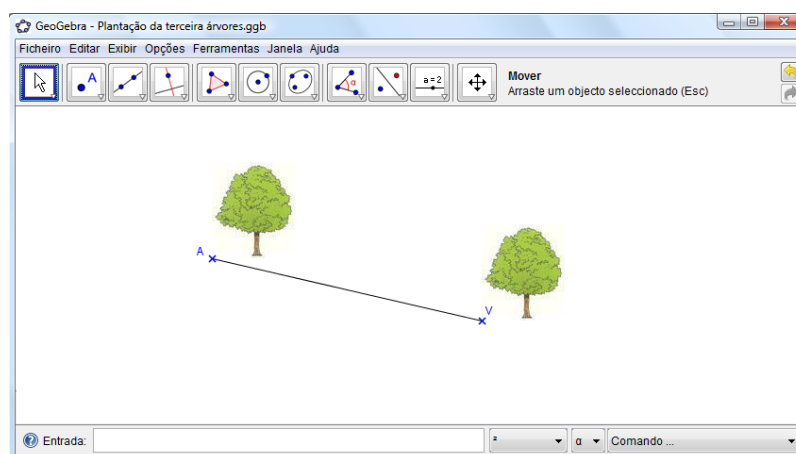 GeoGebra - Plantação da terceira árvores.ggb
Ficheiro Editar Exibir Opções Ferramentas Janela Ajuda
A
α
a=2
Mover
Arraste um objecto seleccionado (Esc)
A
V
Entrada:
²
α
Comando ...